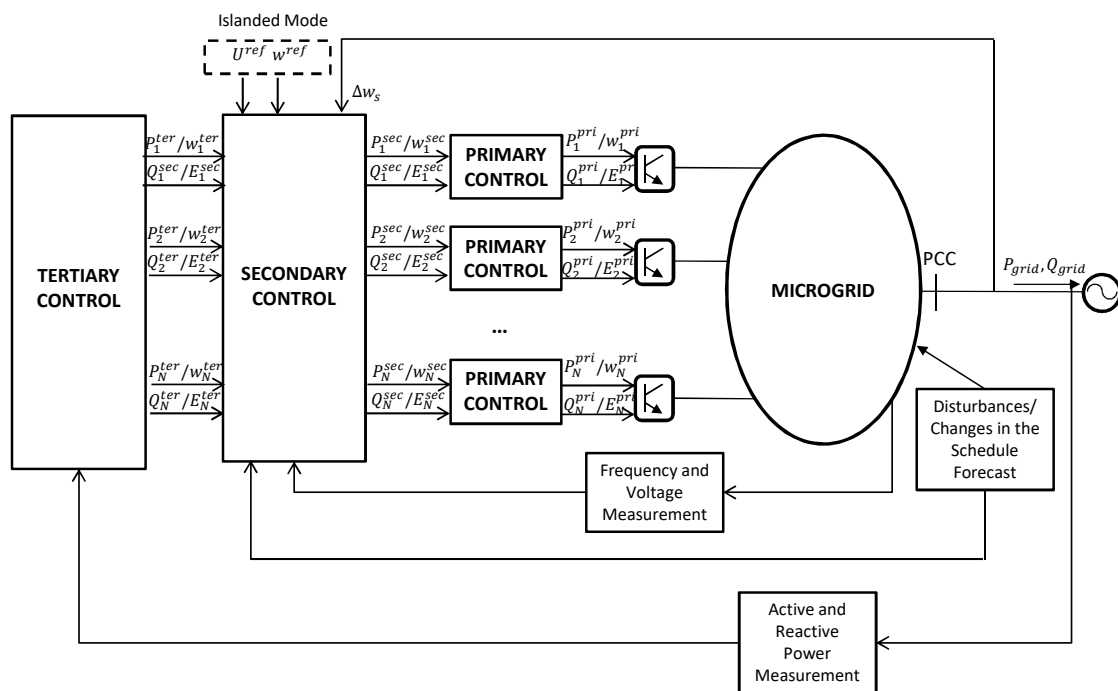 Islanded Mode
U^ref w^ref
Δw_s
P_1^ter/w_1^ter
Q_1^sec/E_1^sec
P_2^ter/w_2^ter
Q_2^ter/E_2^ter
P_N^ter/w_N^ter
Q_N^ter/E_N^ter
TERTIARY
CONTROL
SECONDARY
CONTROL
P_1^sec/w_1^sec
Q_1^sec/E_1^sec
P_2^sec/w_2^sec
Q_2^sec/E_2^sec
P_N^sec/w_N^sec
Q_N^sec/E_N^sec
PRIMARY
CONTROL
PRIMARY
CONTROL
...
PRIMARY
CONTROL
P_1^pri/w_1^pri
Q_1^pri/E_1^pri
P_2^pri/w_2^pri
Q_2^pri/E_2^pri
P_N^pri/w_N^pri
Q_N^pri/E_N^pri
MICROGRID
PCC
P_grid, Q_grid
Disturbances/
Changes in the
Schedule
Forecast
Frequency and
Voltage
Measurement
Active and
Reactive
Power
Measurement